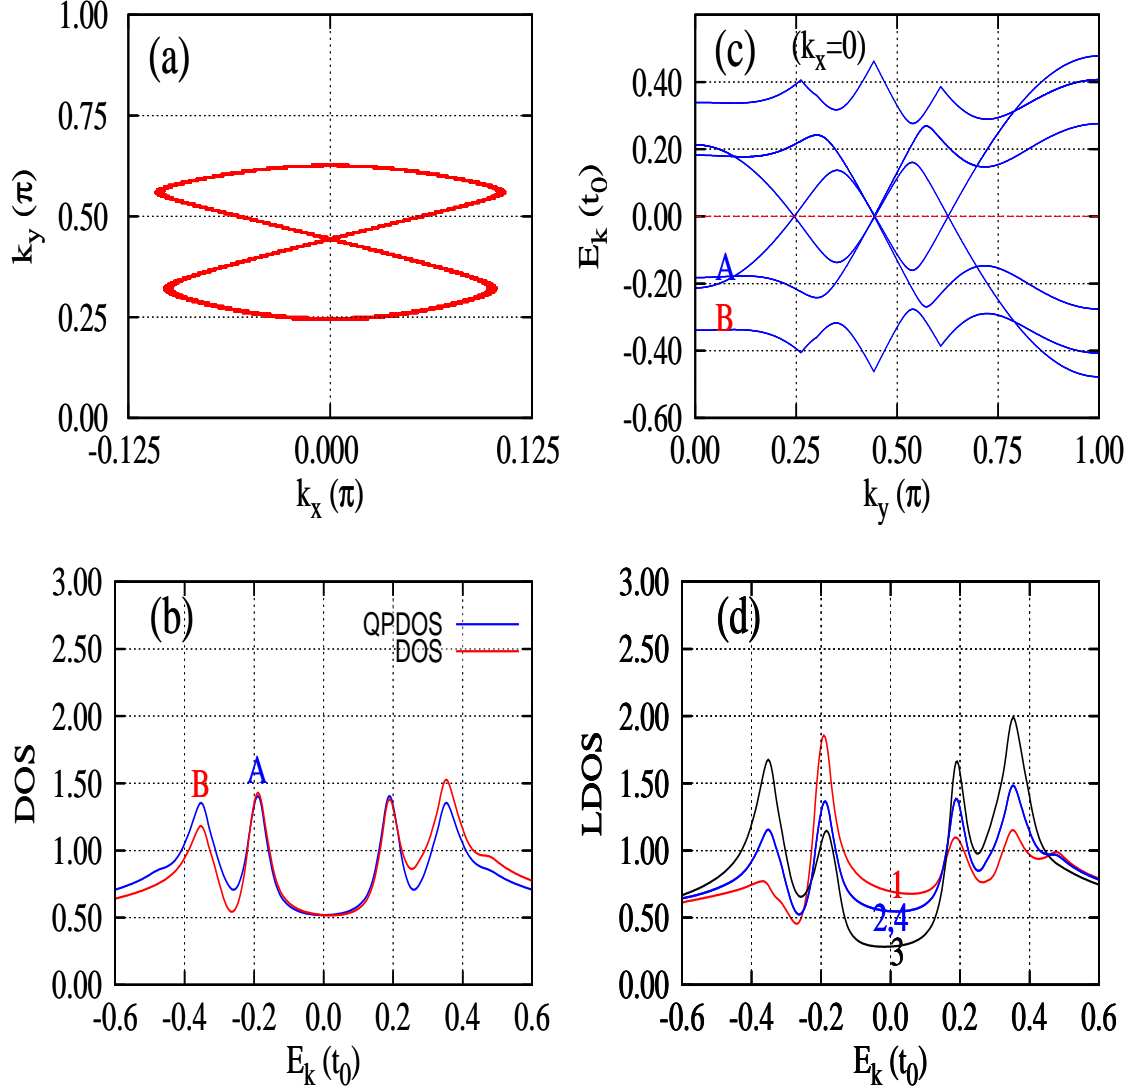 (a)
1.00
0.75
0.50
0.25
0.00
-0.125 0.000 0.125
k_y (π)
k_x (π)
(c) (k_x=0)
0.40
0.20
0.00
-0.20
-0.40
-0.60
0.00 0.25 0.50 0.75 1.00
E_k (t_0)
k_y (π)
A
B
(b)
QPDOS
DOS
3.00
2.50
2.00
1.50
1.00
0.50
0.00
-0.6 -0.4 -0.2 0.0 0.2 0.4 0.6
DOS
E_k (t_0)
B
A
(d)
3.00
2.50
2.00
1.50
1.00
0.50
0.00
-0.6 -0.4 -0.2 0.0 0.2 0.4 0.6
LDOS
E_k (t_0)
1
2,4
3